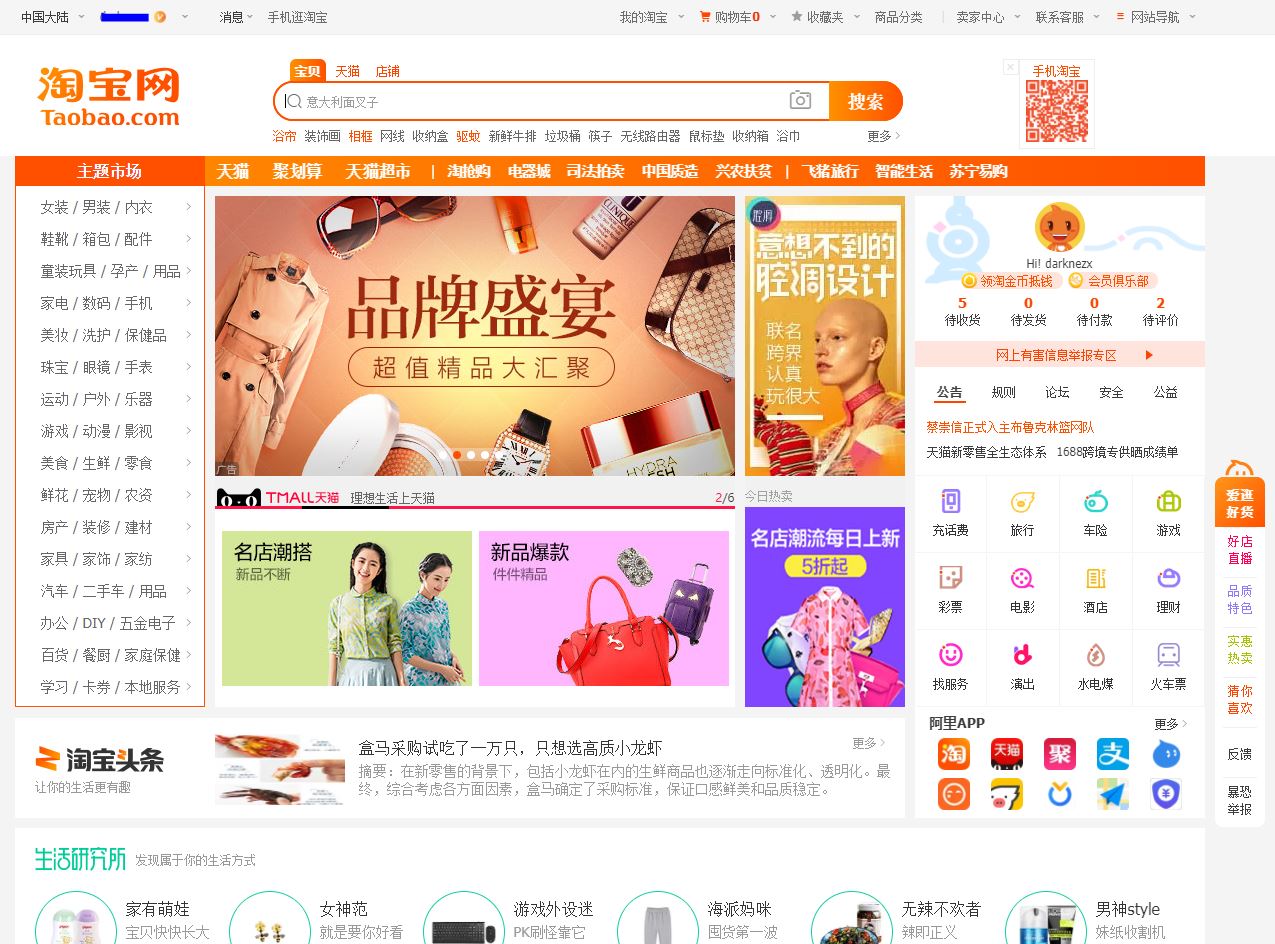 中国大陆
消息 手机逛淘宝
我的淘宝 购物车0 收藏夹 商品分类 卖家中心 联系客服 网站导航
淘宝网
Taobao.com
宝贝 天猫 店铺
意大利面叉子
搜索
浴帘 装饰画 相框 网线 收纳盒 驱蚊 新鲜牛排 垃圾桶 筷子 无线路由器 鼠标垫 收纳箱 浴巾 更多
手机淘宝
主题市场
天猫 聚划算 天猫超市 | 淘抢购 电器城 司法拍卖 中国质造 兴农扶贫 | 飞猪旅行 智能生活 苏宁易购
女装 / 男装 / 内衣
鞋靴 / 箱包 / 配件
童装玩具 / 孕产 / 用品
家电 / 数码 / 手机
美妆 / 洗护 / 保健品
珠宝 / 眼镜 / 手表
运动 / 户外 / 乐器
游戏 / 动漫 / 影视
美食 / 生鲜 / 零食
鲜花 / 宠物 / 农资
房产 / 装修 / 建材
家具 / 家饰 / 家纺
汽车 / 二手车 / 用品
办公 / DIY / 五金电子
百货 / 餐厨 / 家庭保健
学习 / 卡券 / 本地服务
CLINIQUE
品牌盛宴
超值精品大汇聚
HYDRA
广告
腔调
意想不到的
腔调设计
联名
跨界
认真
玩很大
TMALL天猫 理想生活上天猫 2/6
名店潮搭
新品不断
新品爆款
件件精品
今日热卖
名店潮流每日上新
5折起
Hi! darknezx
领淘金币抵钱 会员俱乐部
5 0 0 2
待收货 待发货 待付款 待评价
网上有害信息举报专区
公告 规则 论坛 安全 公益
蔡崇信正式入主布鲁克林篮网队
天猫新零售全生态体系 1688跨境专供晒成绩单
充话费 旅行 车险 游戏
彩票 电影 酒店 理财
找服务 演出 水电煤 火车票
阿里APP 更多
淘 天猫 聚 支
爱逛
好货
好店
直播
品质
特色
实惠
热卖
猜你
喜欢
反馈
暴恐
举报
淘宝头条
让你的生活更有趣
盒马采购试吃了一万只，只想选高质小龙虾 更多
摘要：在新零售的背景下，包括小龙虾在内的生鲜商品也逐渐走向标准化、透明化。最
终，综合考虑各方面因素，盒马确定了采购标准，保证口感鲜美和品质稳定。
生活研究所 发现属于你的生活方式
家有萌娃
宝贝快快长大
女神范
就是要你好看
游戏外设迷
PK刷怪靠它
海派妈咪
囤货第一波
无辣不欢者
辣即正义
男神style
妹纸收割机